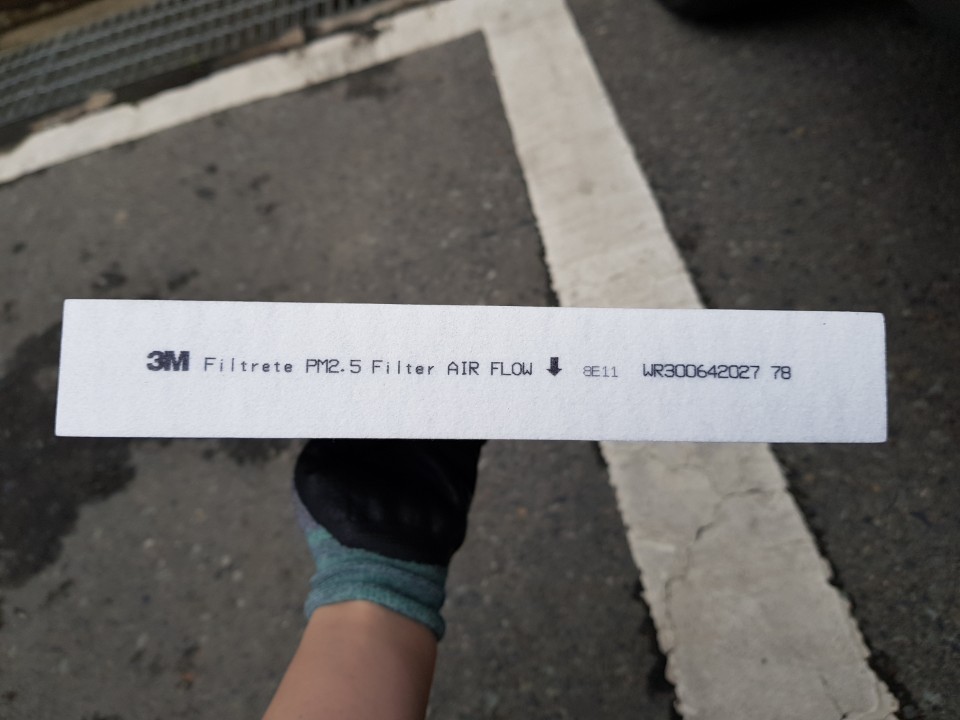 3M Filtrete PM2.5 Filter AIR FLOW ⬇ 8E11 WR300642027 78